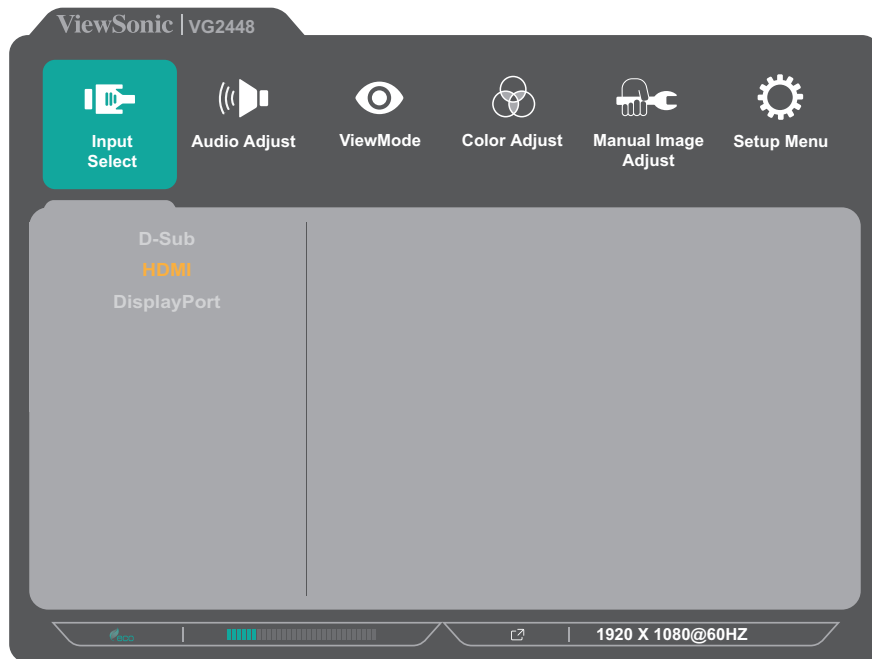 ViewSonic | VG2448
Input
Select
Audio Adjust
ViewMode
Color Adjust
Manual Image
Adjust
Setup Menu
D-Sub
HDMI
DisplayPort
eco
1920 X 1080@60HZ